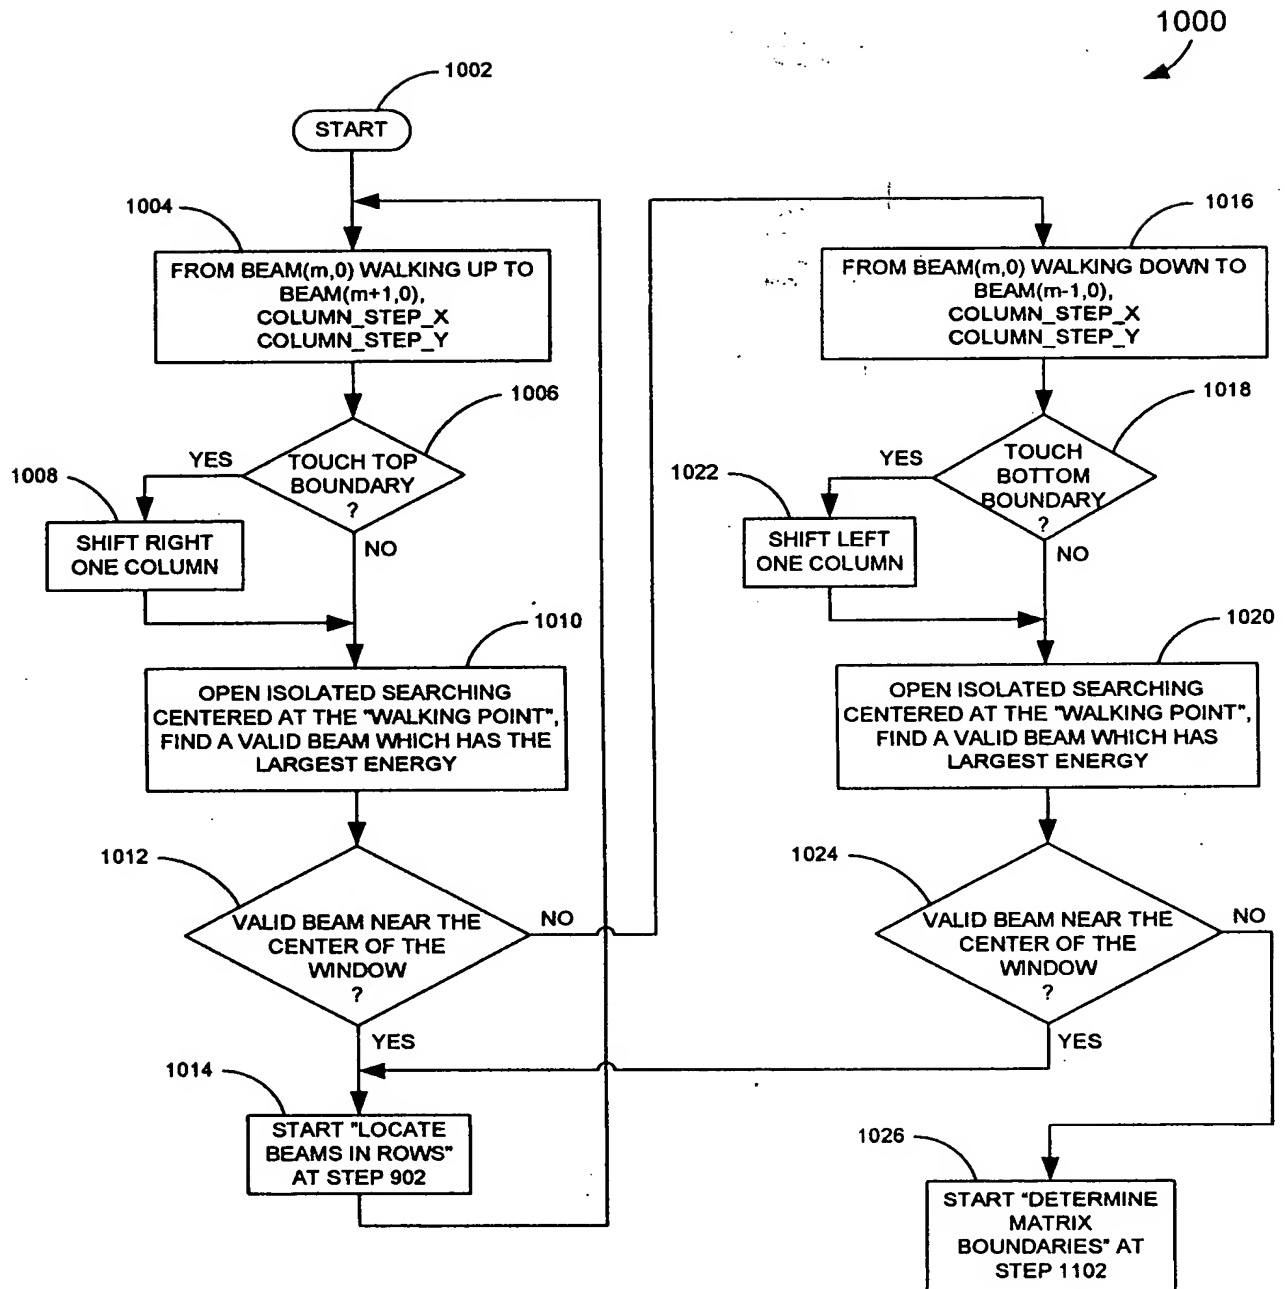 1000
1002
START
1004
FROM BEAM(m,0) WALKING UP TO
BEAM(m+1,0),
COLUMN_STEP_X
COLUMN_STEP_Y
1006
TOUCH TOP
BOUNDARY
?
YES
NO
1008
SHIFT RIGHT
ONE COLUMN
1010
OPEN ISOLATED SEARCHING
CENTERED AT THE "WALKING POINT",
FIND A VALID BEAM WHICH HAS THE
LARGEST ENERGY
1012
VALID BEAM NEAR THE
CENTER OF THE
WINDOW
?
NO
YES
1014
START "LOCATE
BEAMS IN ROWS"
AT STEP 902
1016
FROM BEAM(m,0) WALKING DOWN TO
BEAM(m-1,0),
COLUMN_STEP_X
COLUMN_STEP_Y
1018
TOUCH
BOTTOM
BOUNDARY
?
YES
NO
1022
SHIFT LEFT
ONE COLUMN
1020
OPEN ISOLATED SEARCHING
CENTERED AT THE "WALKING POINT",
FIND A VALID BEAM WHICH HAS
LARGEST ENERGY
1024
VALID BEAM NEAR THE
CENTER OF THE
WINDOW
?
NO
YES
1026
START "DETERMINE
MATRIX
BOUNDARIES" AT
STEP 1102